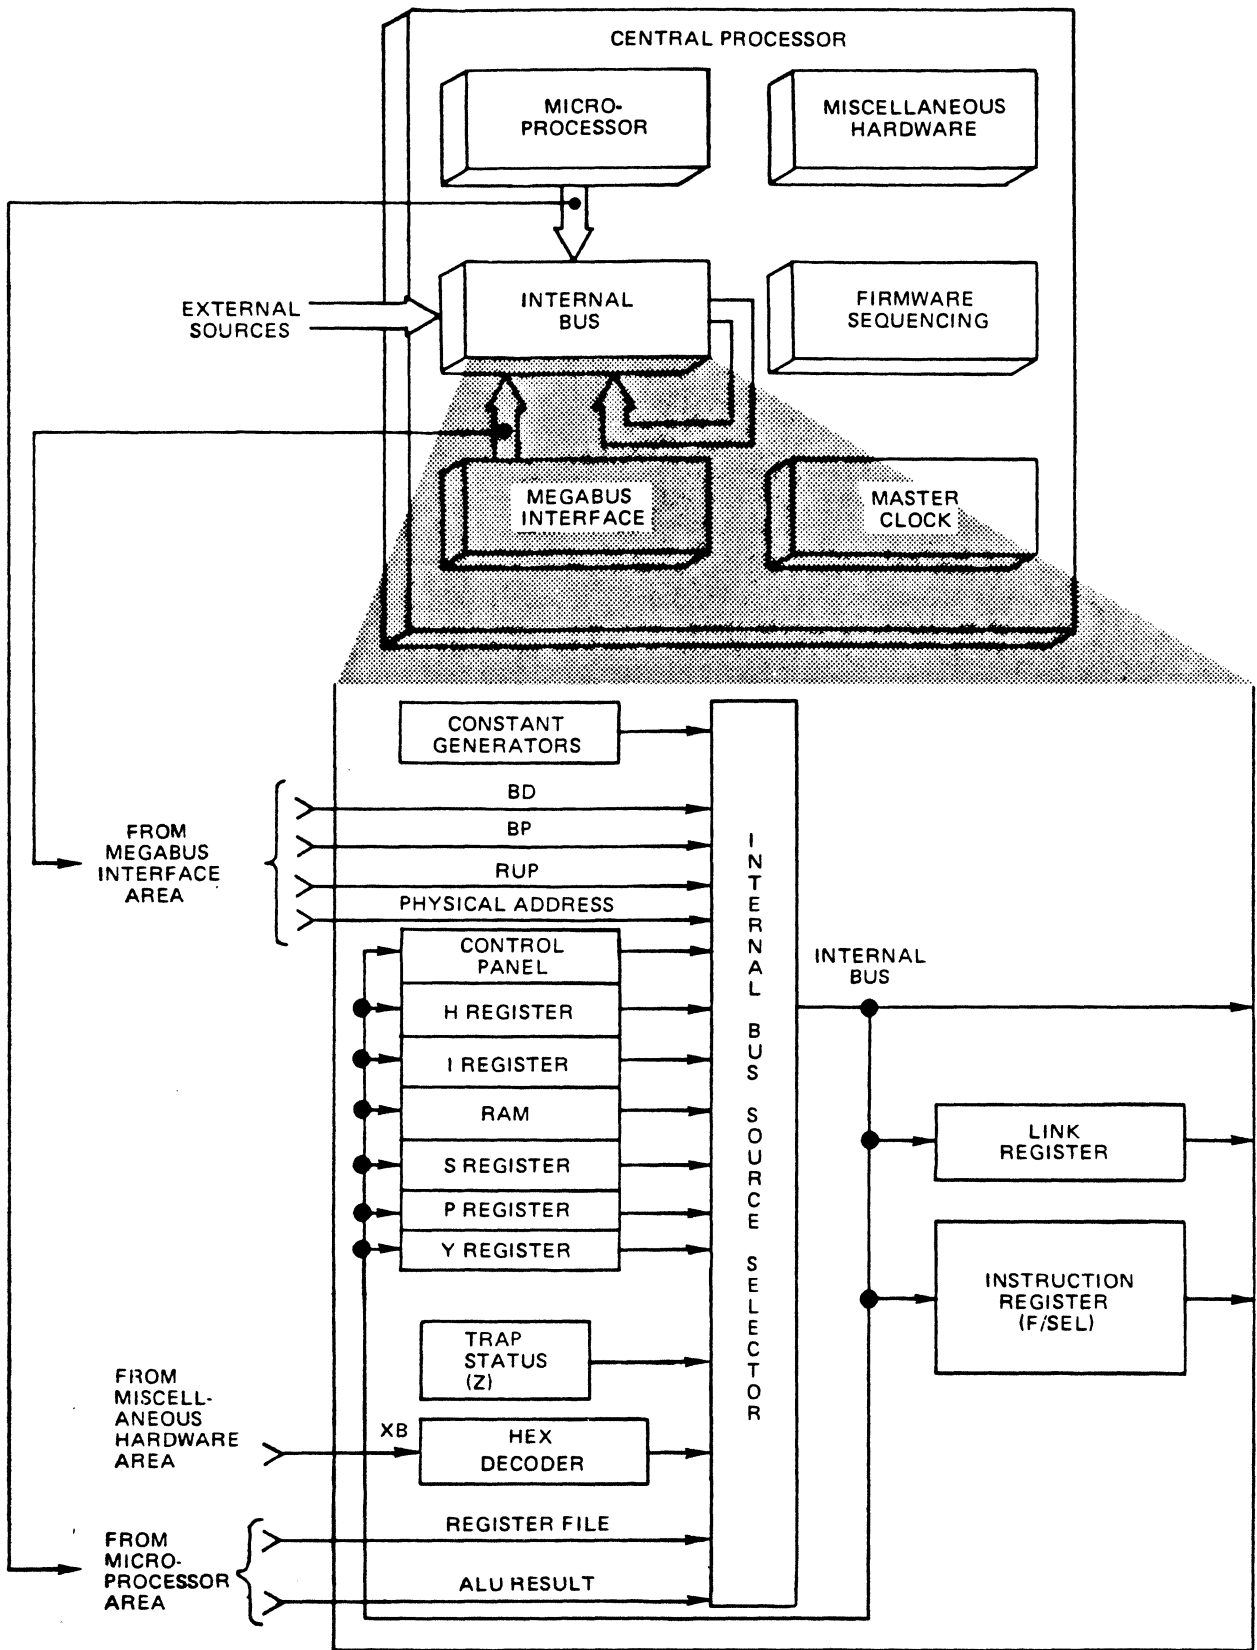 CENTRAL PROCESSOR
MICRO-
PROCESSOR
MISCELLANEOUS
HARDWARE
EXTERNAL
SOURCES
INTERNAL
BUS
FIRMWARE
SEQUENCING
MEGABUS
INTERFACE
MASTER
CLOCK
CONSTANT
GENERATORS
FROM
MEGABUS
INTERFACE
AREA
BD
BP
RUP
PHYSICAL ADDRESS
CONTROL
PANEL
H REGISTER
I REGISTER
RAM
S REGISTER
P REGISTER
Y REGISTER
INTERNAL BUS SOURCE SELECTOR
INTERNAL
BUS
LINK
REGISTER
INSTRUCTION
REGISTER
(F/SEL)
TRAP
STATUS
(Z)
FROM
MISCELL-
ANEOUS
HARDWARE
AREA
XB
HEX
DECODER
FROM
MICRO-
PROCESSOR
AREA
REGISTER FILE
ALU RESULT